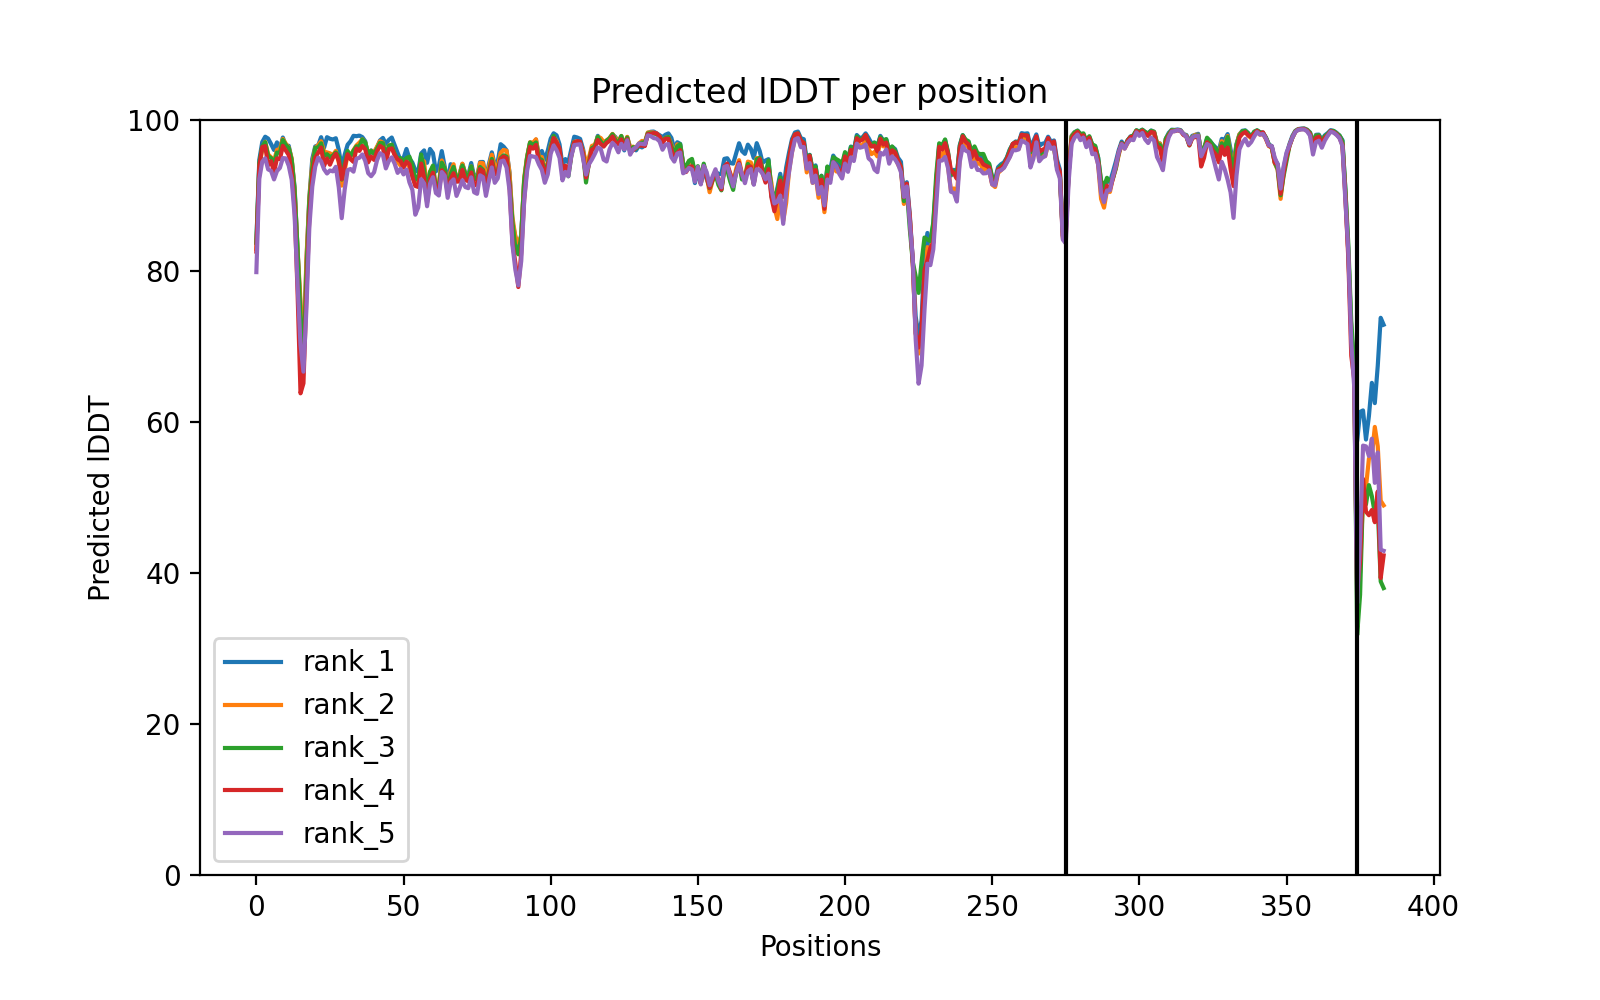 Predicted lDDT per position
100
80
60
40
20
0
Predicted lDDT
rank_1
rank_2
rank_3
rank_4
rank_5
0 50 100 150 200 250 300 350 400
Positions